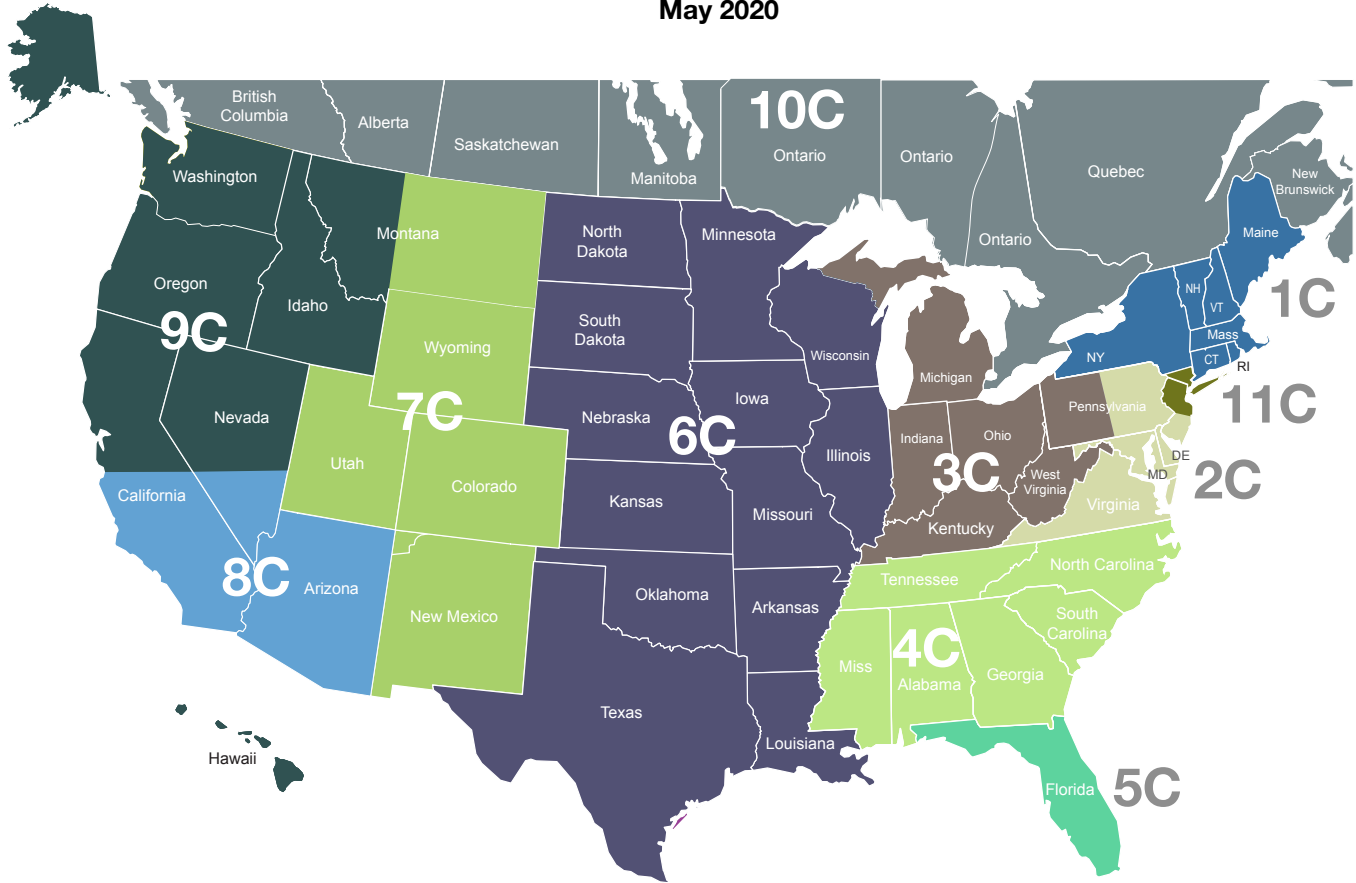 May 2020
British
Columbia
Alberta
Saskatchewan
Manitoba
10C
Ontario
Ontario
Ontario
Quebec
New
Brunswick
Washington
Oregon
Idaho
Montana
9C
Nevada
North
Dakota
Minnesota
South
Dakota
Wisconsin
Wyoming
7C
Utah
Colorado
New Mexico
Nebraska
Iowa
6C
Illinois
Kansas
Missouri
Oklahoma
Arkansas
Texas
Louisiana
Michigan
Indiana
Ohio
3C
West
Virginia
Kentucky
Pennsylvania
Maine
NH
VT
1C
Mass
NY
CT
RI
11C
DE
MD
2C
Virginia
California
8C
Arizona
Tennessee
North Carolina
South
Carolina
4C
Miss
Alabama
Georgia
Hawaii
Florida
5C